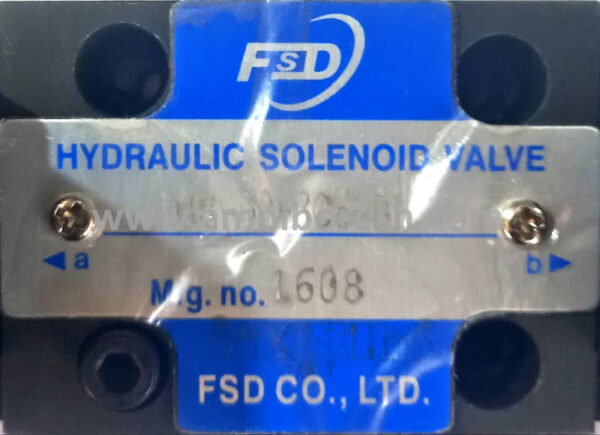 FSD
HYDRAULIC SOLENOID VALVE
◄a b►
Mfg. no. 1608
FSD CO., LTD.